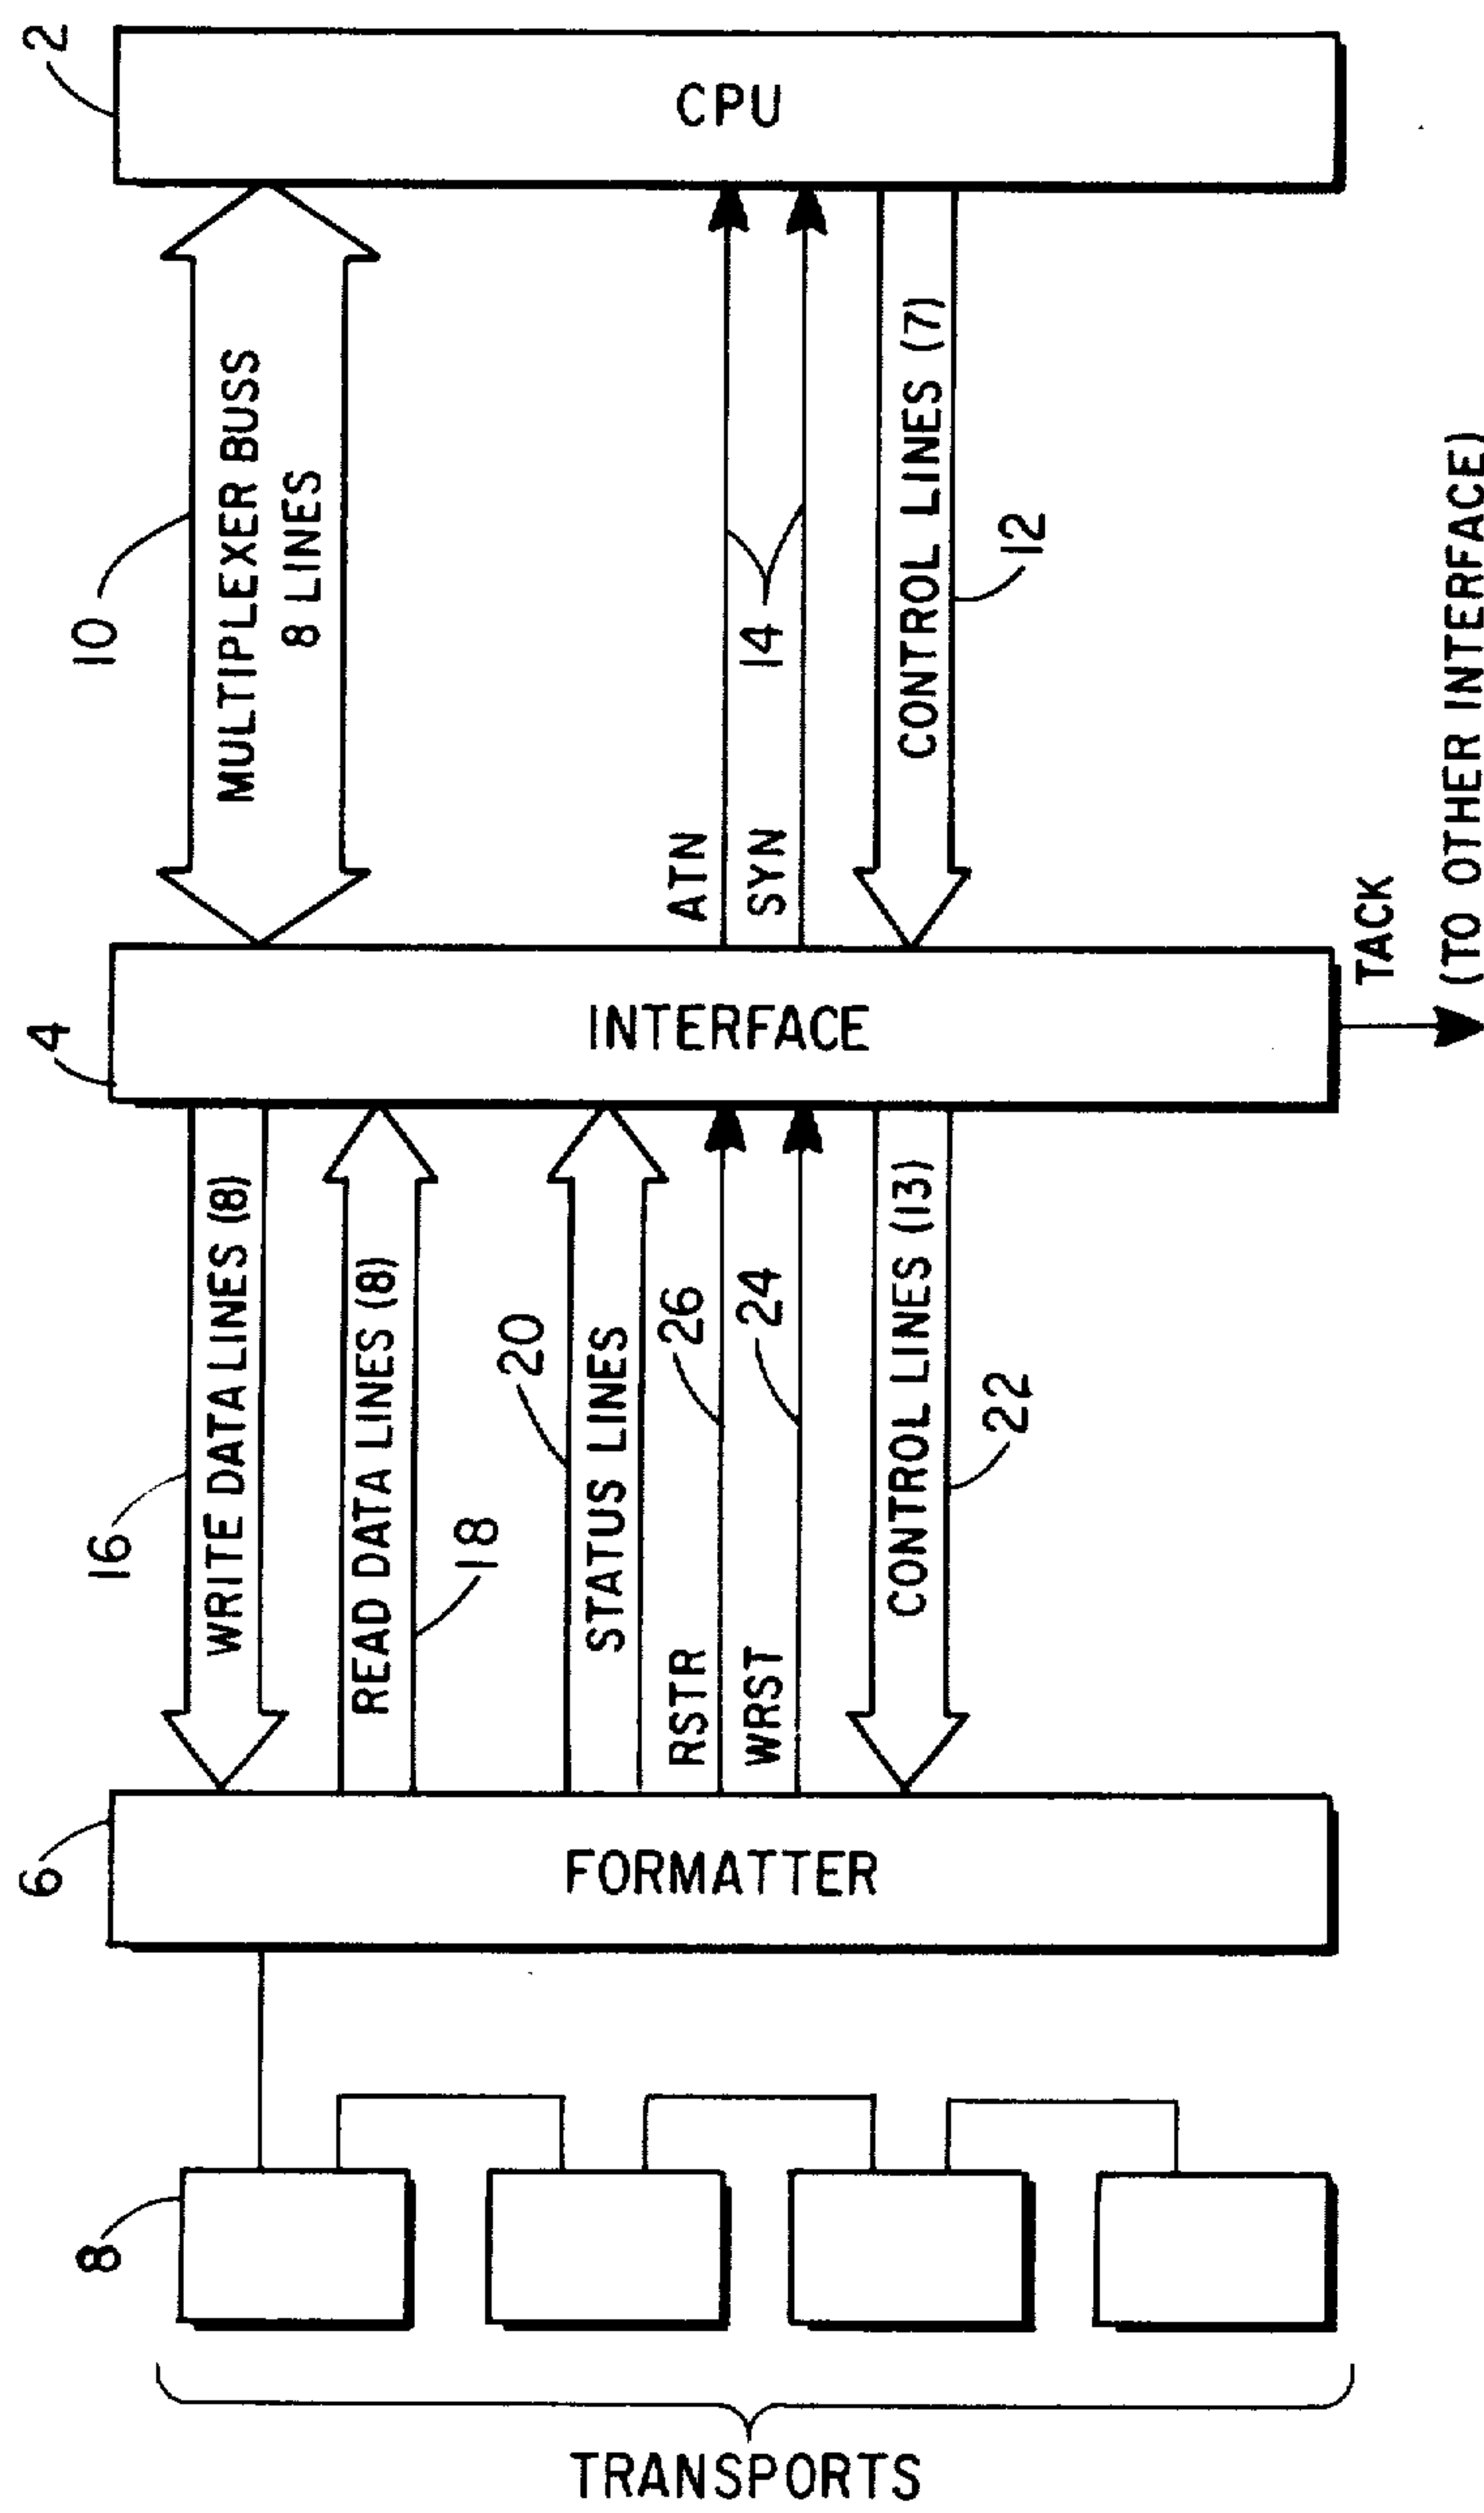 2
CPU
10
MULTIPLEXER BUSS
8 LINES
ATN
SYN
14
CONTROL LINES (7)
12
4
INTERFACE
TACK
(TO OTHER INTERFACE)
16
WRITE DATA LINES (8)
READ DATA LINES (8)
18
20
STATUS LINES
RSTR
26
WRST
24
CONTROL LINES (13)
22
6
FORMATTER
8
TRANSPORTS